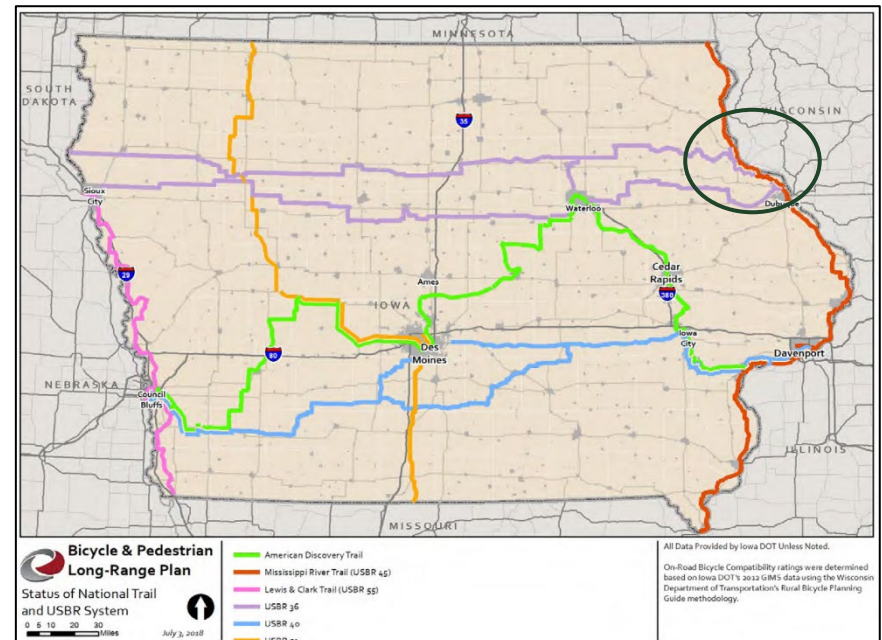 MINNESOTA
SOUTH
DAKOTA
WISCONSIN
35
Sioux
City
Waterloo
Dubuque
29
Ames
Cedar
Rapids
380
IOWA
Iowa
City
80
Des
Moines
Davenport
NEBRASKA
Council
Bluffs
ILLINOIS
MISSOURI
Bicycle & Pedestrian
Long-Range Plan
Status of National Trail
and USBR System
0 5 10 20 30
Miles
July 3, 2018
American Discovery Trail
Mississippi River Trail (USBR 45)
Lewis & Clark Trail (USBR 55)
USBR 36
USBR 40
All Data Provided by Iowa DOT Unless Noted.
On-Road Bicycle Compatibility ratings were determined
based on Iowa DOT's 2012 GIMS data using the Wisconsin
Department of Transportation's Rural Bicycle Planning
Guide methodology.